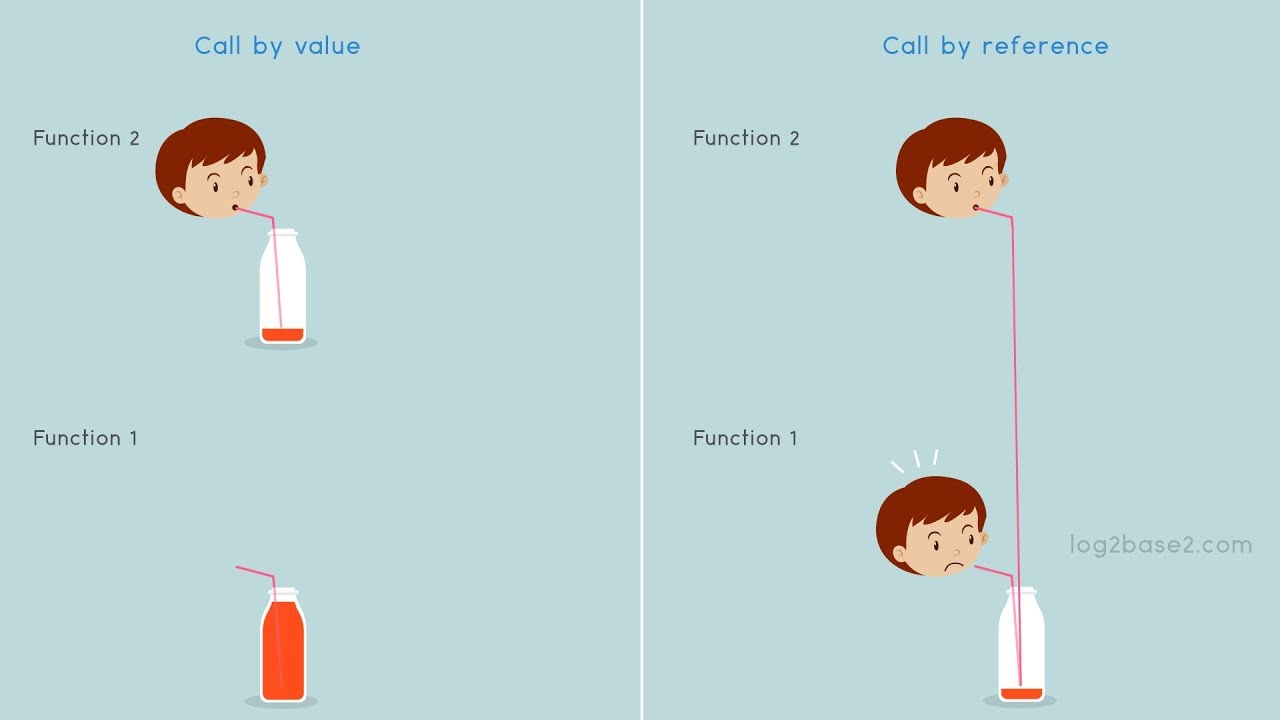 Call by value
Function 2
Function 1
Call by reference
Function 2
Function 1
log2base2.com